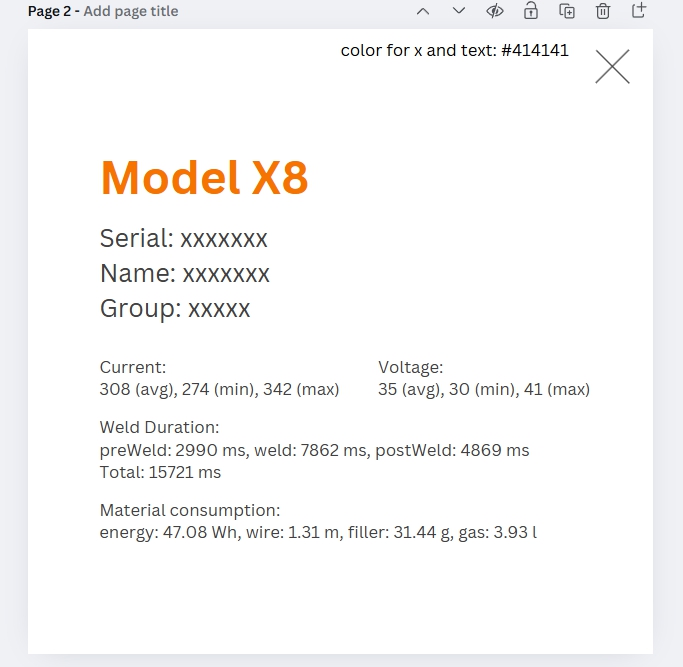 Page 2 - Add page title
color for x and text: #414141
Model X8
Serial: xxxxxxx
Name: xxxxxxx
Group: xxxxx
Current:
308 (avg), 274 (min), 342 (max)
Voltage:
35 (avg), 30 (min), 41 (max)
Weld Duration:
preWeld: 2990 ms, weld: 7862 ms, postWeld: 4869 ms
Total: 15721 ms
Material consumption:
energy: 47.08 Wh, wire: 1.31 m, filler: 31.44 g, gas: 3.93 l